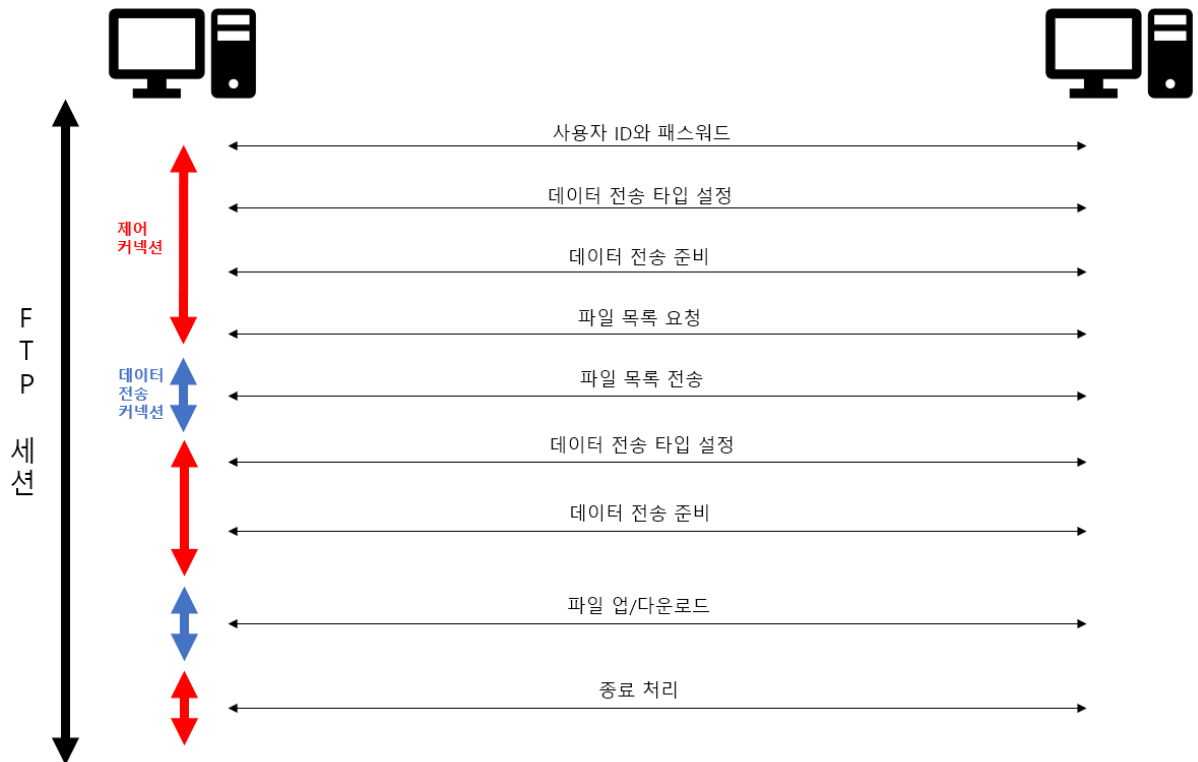 사용자 ID와 패스워드
데이터 전송 타입 설정
제어
커넥션
데이터 전송 준비
파일 목록 요청
F
T
P
세
션
데이터
전송
커넥션
파일 목록 전송
데이터 전송 타입 설정
데이터 전송 준비
파일 업/다운로드
종료 처리